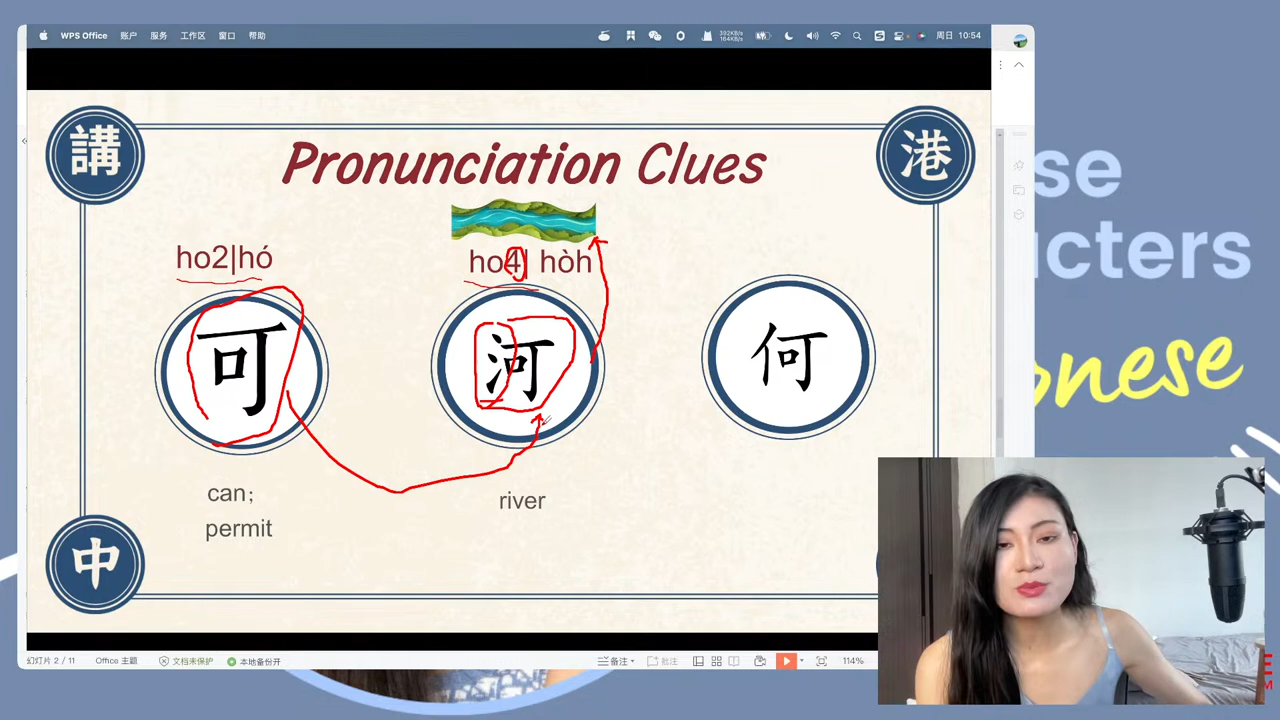 WPS Office 账户 服务 工作区 窗口 帮助
392KB/s
164KB/s
周日 10:54
講
港
Pronunciation Clues
ho2|hó
ho4| hòh
可
河
何
can;
permit
river
中
se
cters
onese
幻灯片 2 / 11 Office 主题 文档未保护 本地备份开 备注 批注 114%
E
M